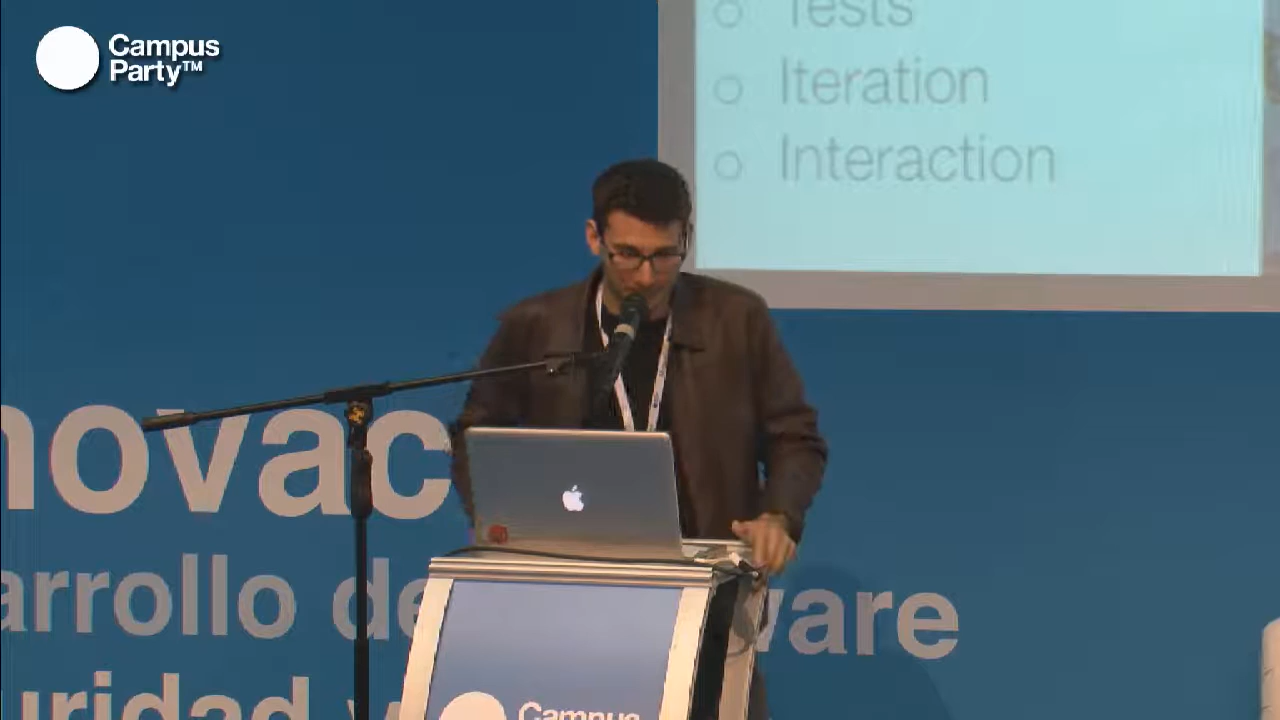 Campus
Party™
Tests
Iteration
Interaction
novac
arrollo de ware
uridad y
Campus